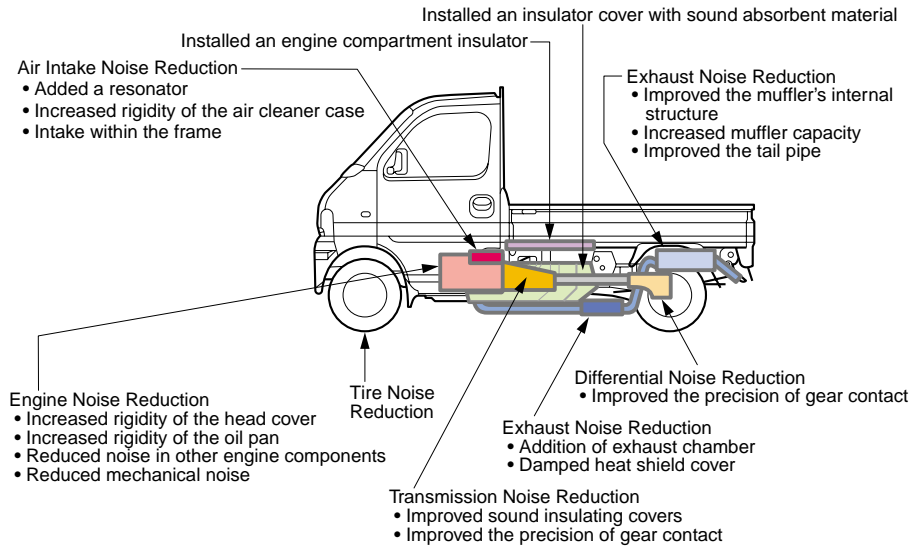 Installed an insulator cover with sound absorbent material
Installed an engine compartment insulator
Air Intake Noise Reduction
• Added a resonator
• Increased rigidity of the air cleaner case
• Intake within the frame
Exhaust Noise Reduction
• Improved the muffler's internal
structure
• Increased muffler capacity
• Improved the tail pipe
Engine Noise Reduction
• Increased rigidity of the head cover
• Increased rigidity of the oil pan
• Reduced noise in other engine components
• Reduced mechanical noise
Tire Noise
Reduction
Differential Noise Reduction
• Improved the precision of gear contact
Exhaust Noise Reduction
• Addition of exhaust chamber
• Damped heat shield cover
Transmission Noise Reduction
• Improved sound insulating covers
• Improved the precision of gear contact